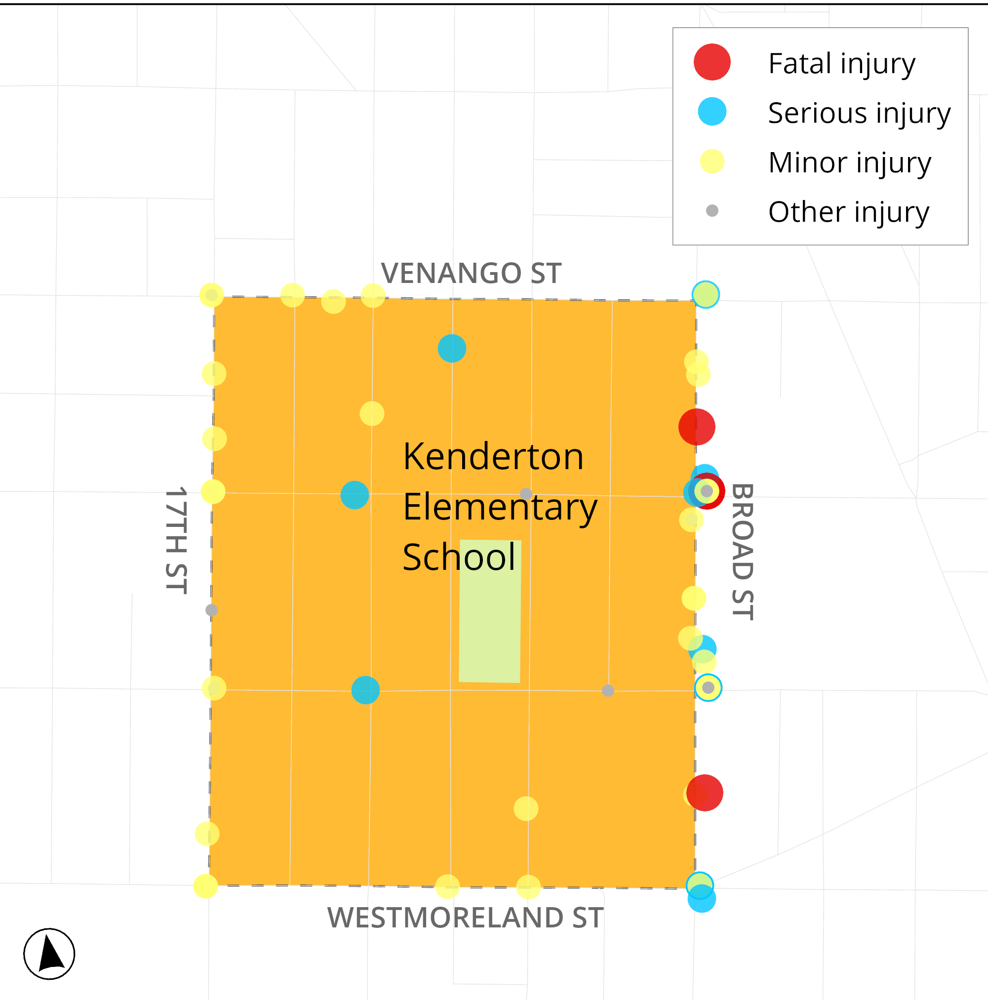 Fatal injury
Serious injury
Minor injury
Other injury
VENANGO ST
Kenderton
Elementary
School
17TH ST
BROAD ST
WESTMORELAND ST